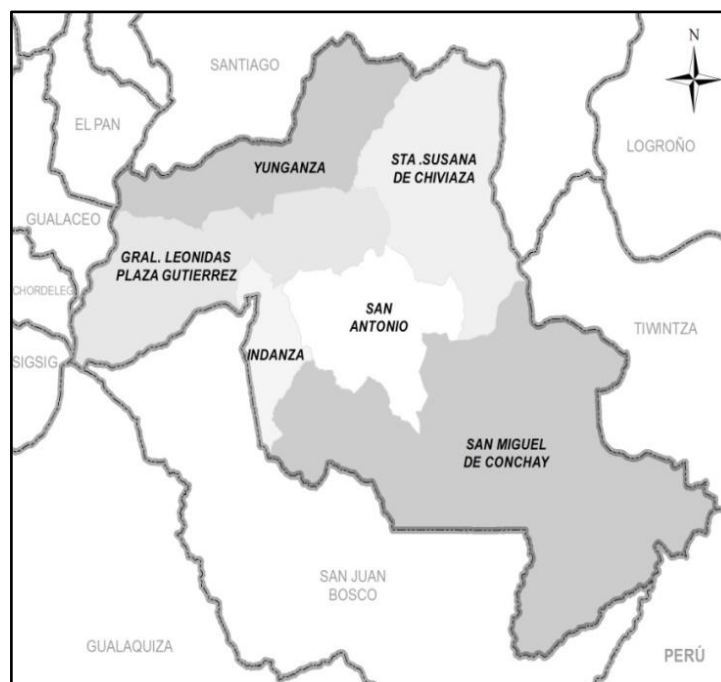 N
SANTIAGO
EL PAN
LOGROÑO
YUNGANZA
STA .SUSANA
DE CHIVIAZA
GUALACEO
GRAL. LEONIDAS
PLAZA GUTIERREZ
CHORDELEG
SAN
ANTONIO
TIWINTZA
SIGSIG
INDANZA
SAN MIGUEL
DE CONCHAY
SAN JUAN
BOSCO
GUALAQUIZA
PERÚ